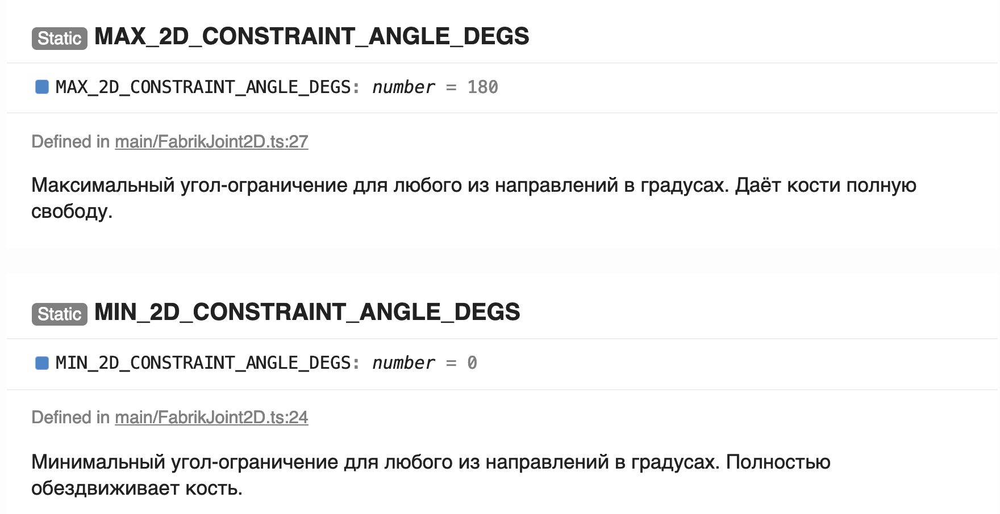 Static MAX_2D_CONSTRAINT_ANGLE_DEGS
MAX_2D_CONSTRAINT_ANGLE_DEGS: number = 180
Defined in main/FabrikJoint2D.ts:27
Максимальный угол-ограничение для любого из направлений в градусах. Даёт кости полную
свободу.
Static MIN_2D_CONSTRAINT_ANGLE_DEGS
MIN_2D_CONSTRAINT_ANGLE_DEGS: number = 0
Defined in main/FabrikJoint2D.ts:24
Минимальный угол-ограничение для любого из направлений в градусах. Полностью
обездвиживает кость.